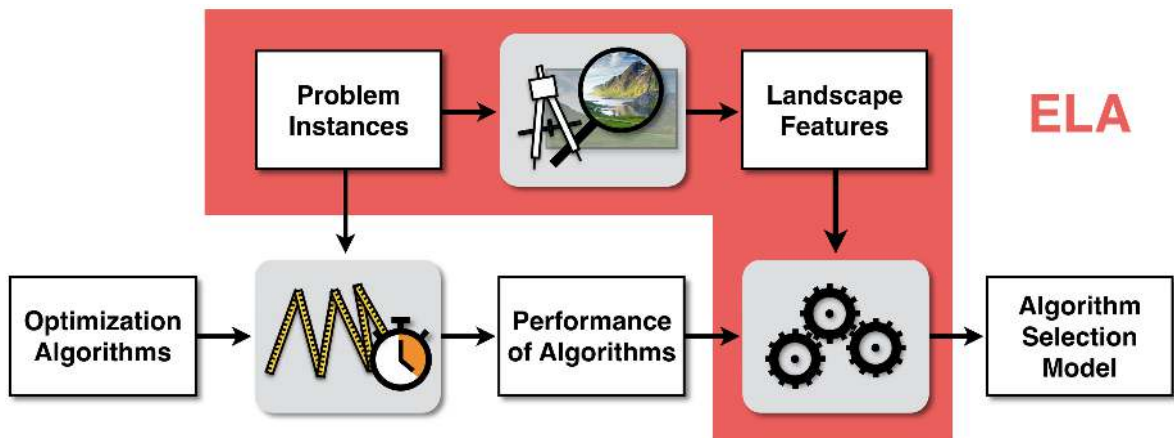 Problem
Instances
Landscape
Features
ELA
Optimization
Algorithms
Performance
of Algorithms
Algorithm
Selection
Model